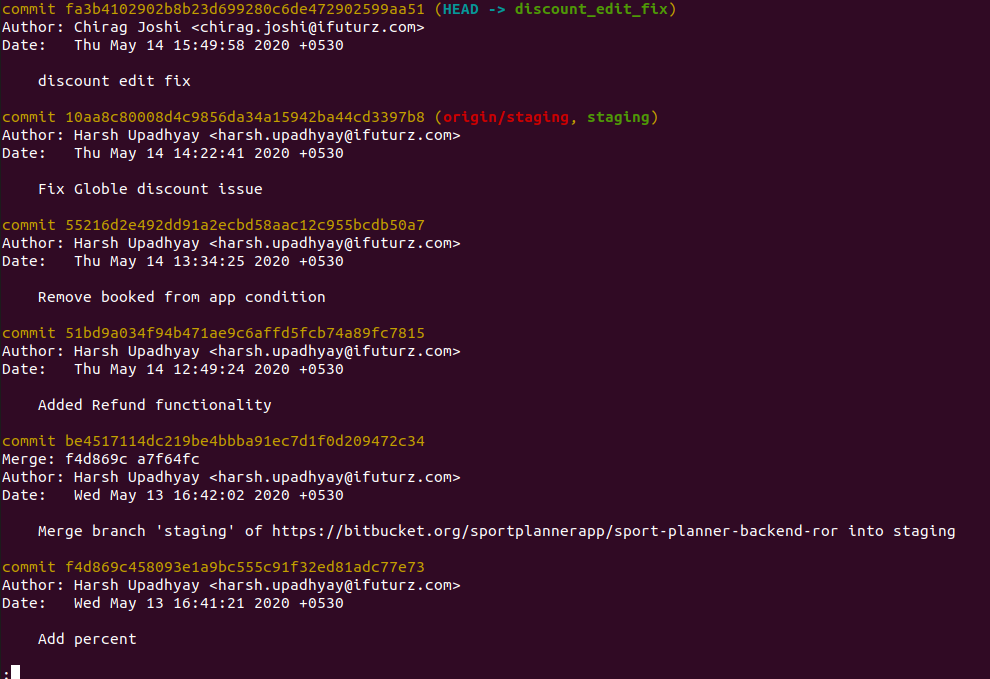 commit fa3b4102902b8b23d699280c6de472902599aa51 (HEAD -> discount_edit_fix)
Author: Chirag Joshi <chirag.joshi@ifuturz.com>
Date:   Thu May 14 15:49:58 2020 +0530
    discount edit fix
commit 10aa8c80008d4c9856da34a15942ba44cd3397b8 (origin/staging, staging)
Author: Harsh Upadhyay <harsh.upadhyay@ifuturz.com>
Date:   Thu May 14 14:22:41 2020 +0530
    Fix Globle discount issue
commit 55216d2e492dd91a2ecbd58aac12c955bcdb50a7
Author: Harsh Upadhyay <harsh.upadhyay@ifuturz.com>
Date:   Thu May 14 13:34:25 2020 +0530
    Remove booked from app condition
commit 51bd9a034f94b471ae9c6affd5fcb74a89fc7815
Author: Harsh Upadhyay <harsh.upadhyay@ifuturz.com>
Date:   Thu May 14 12:49:24 2020 +0530
    Added Refund functionality
commit be4517114dc219be4bbba91ec7d1f0d209472c34
Merge: f4d869c a7f64fc
Author: Harsh Upadhyay <harsh.upadhyay@ifuturz.com>
Date:   Wed May 13 16:42:02 2020 +0530
    Merge branch 'staging' of https://bitbucket.org/sportplannerapp/sport-planner-backend-ror into staging
commit f4d869c458093e1a9bc555c91f32ed81adc77e73
Author: Harsh Upadhyay <harsh.upadhyay@ifuturz.com>
Date:   Wed May 13 16:41:21 2020 +0530
    Add percent
: